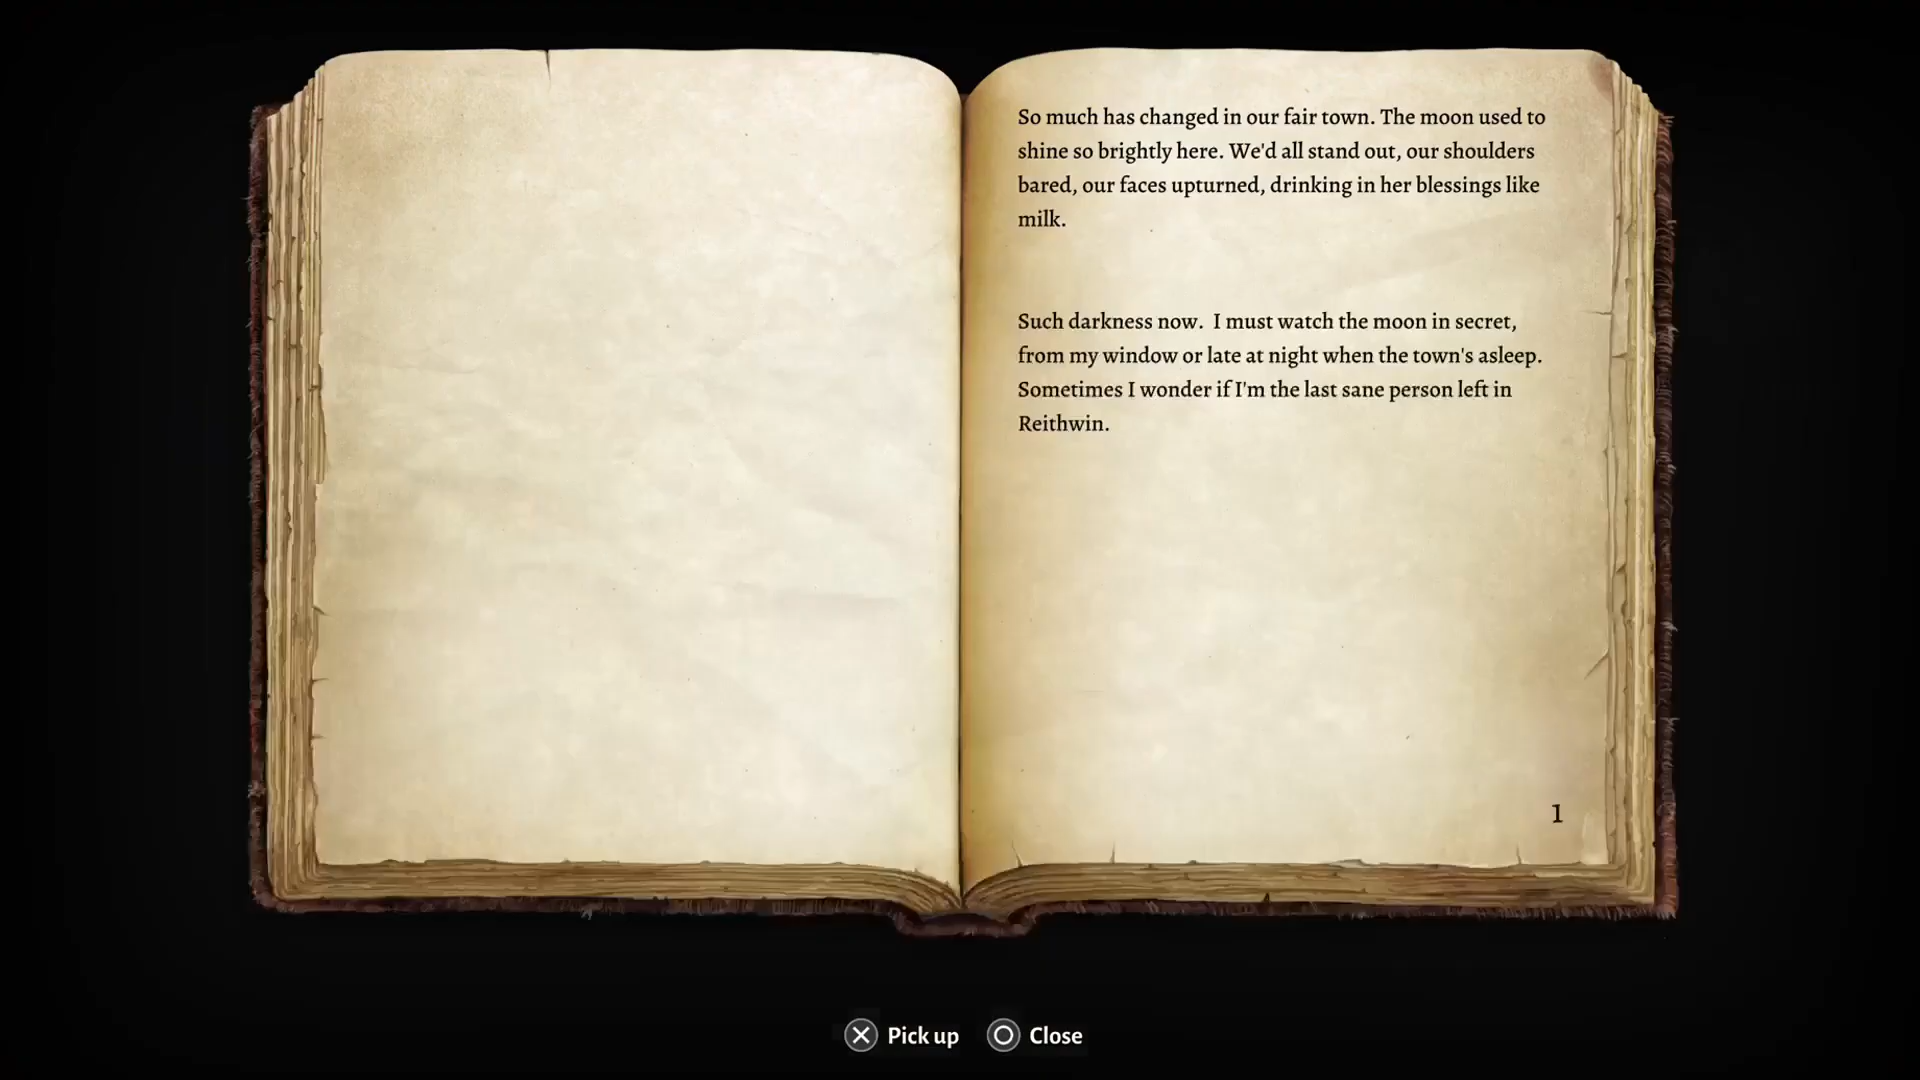 So much has changed in our fair town. The moon used to
shine so brightly here. We'd all stand out, our shoulders
bared, our faces upturned, drinking in her blessings like
milk.
Such darkness now.  I must watch the moon in secret,
from my window or late at night when the town's asleep.
Sometimes I wonder if I'm the last sane person left in
Reithwin.
1
Pick up Close